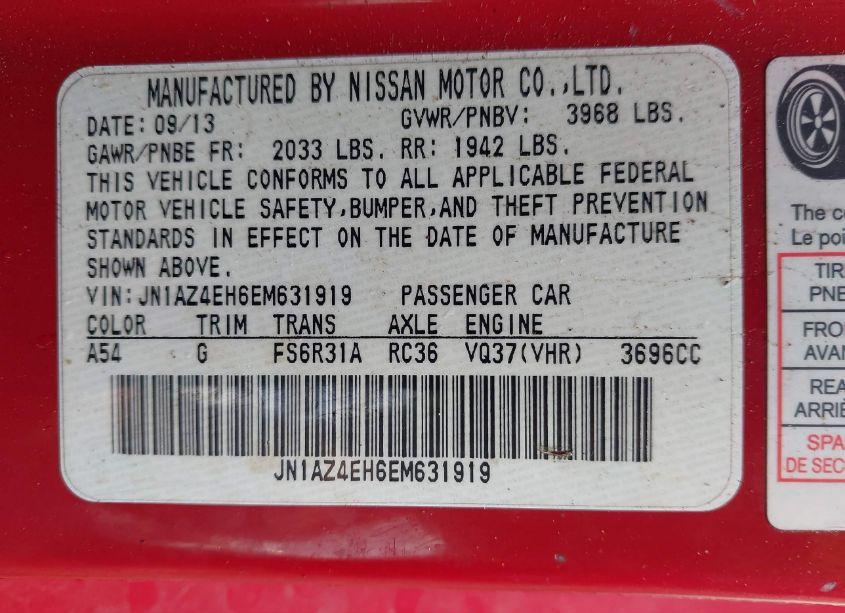 MANUFACTURED BY NISSAN MOTOR CO.,LTD.
DATE: 09/13 GVWR/PNBV: 3968 LBS.
GAWR/PNBE FR: 2033 LBS. RR: 1942 LBS.
THIS VEHICLE CONFORMS TO ALL APPLICABLE FEDERAL
MOTOR VEHICLE SAFETY,BUMPER,AND THEFT PREVENTION
STANDARDS IN EFFECT ON THE DATE OF MANUFACTURE
SHOWN ABOVE.
VIN:JN1AZ4EH6EM631919 PASSENGER CAR
COLOR TRIM TRANS AXLE ENGINE
A54 G FS6R31A RC36 VQ37(VHR) 3696CC
JN1AZ4EH6EM631919
The co
Le poi
TIR
PNE
FRO
AVAN
REA
ARRIÈ
SPA
DE SEC